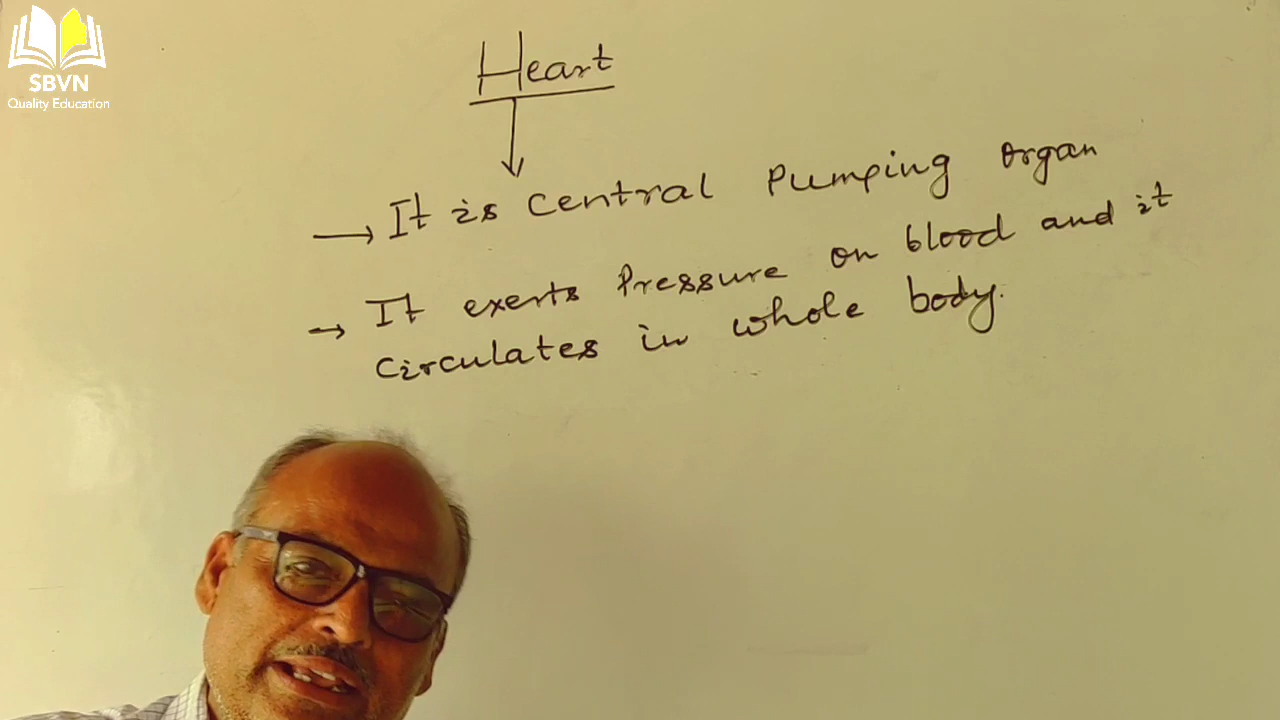 SBVN
Quality Education
Heart
→ It is central Pumping organ
→ It exerts Pressure on blood and it
circulates in whole body.